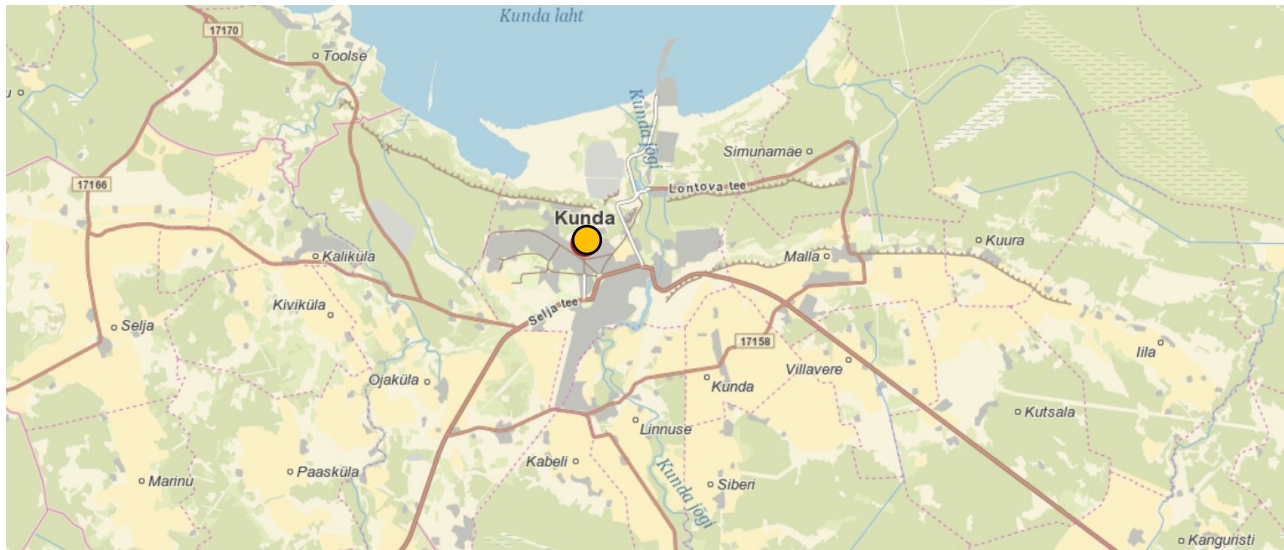 Kunda laht
17170
Toolse
Kunda jõgi
Simunamäe
17166
Lontova tee
Kunda
Kuura
Kaliküla
Malla
Kiviküla
Selja tee
Selja
17158
Iila
Villavere
Ojaküla
Kunda
Kutsala
Linnuse
Kabeli
Paasküla
Marinu
Siberi
Kunda jõgi
Kanguristi